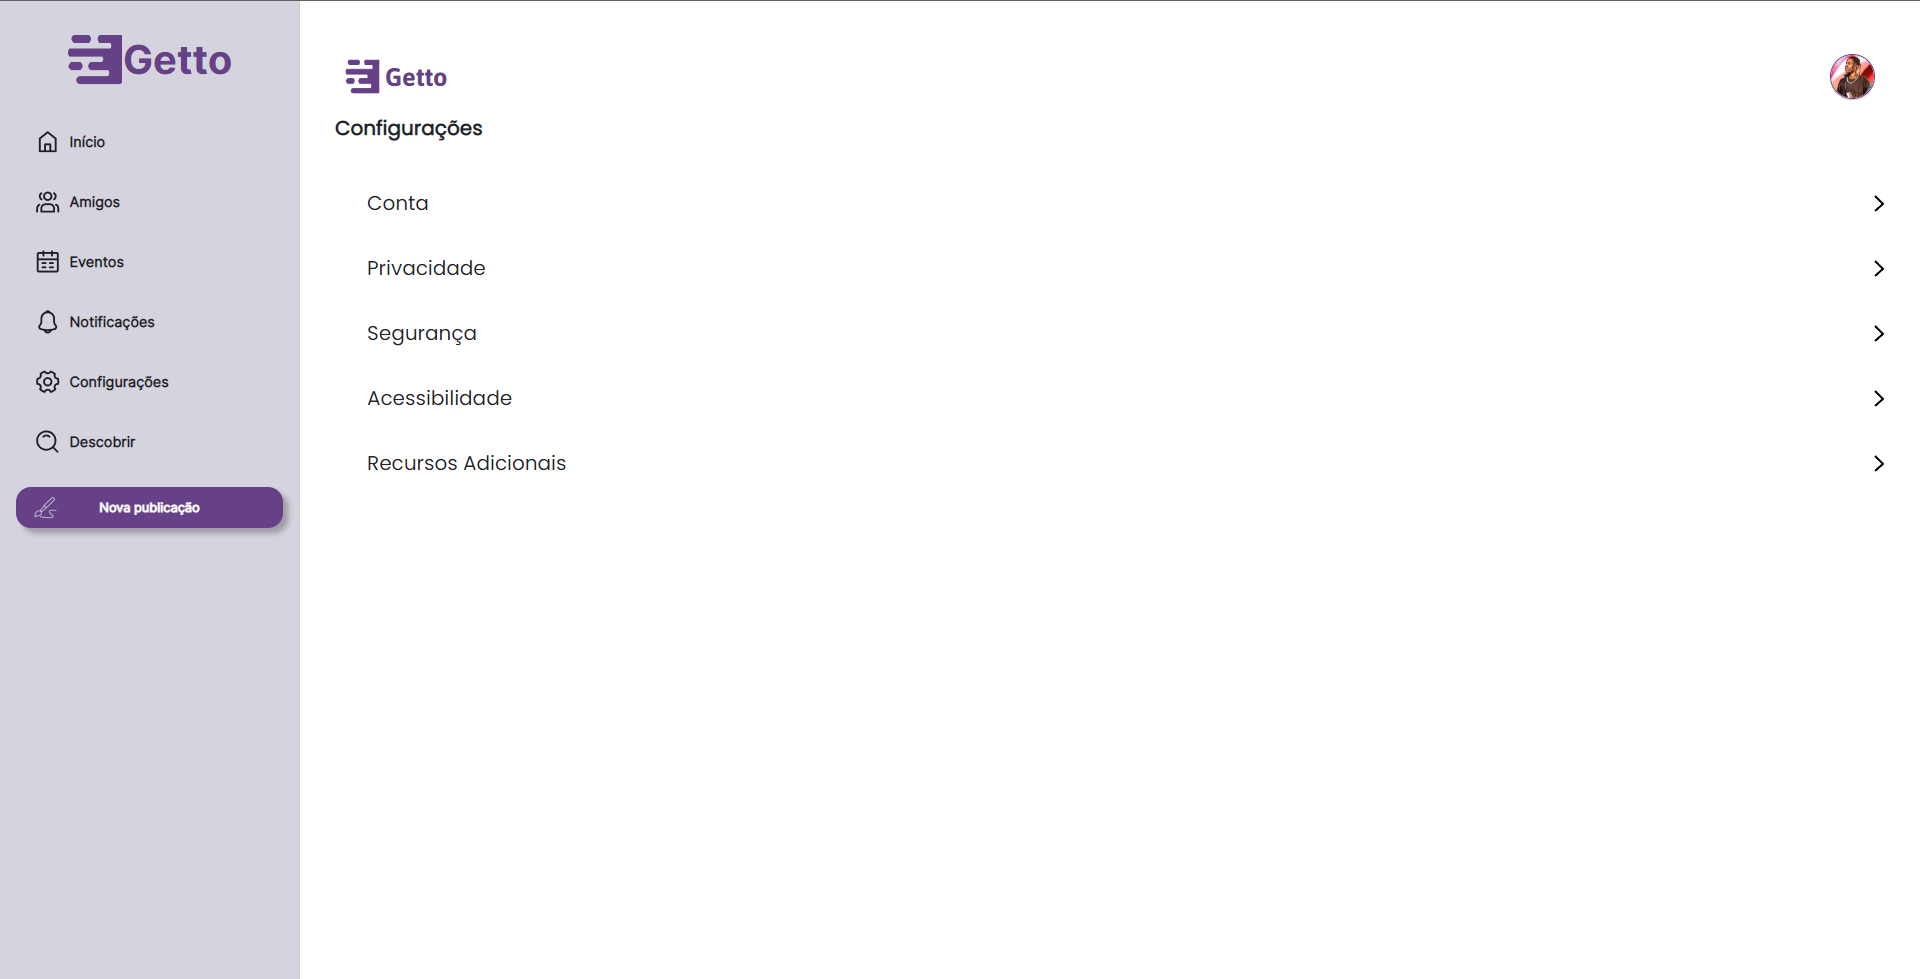 Getto
Início
Amigos
Eventos
Notificações
Configurações
Descobrir
Nova publicação
Getto
Configurações
Conta
Privacidade
Segurança
Acessibilidade
Recursos Adicionais